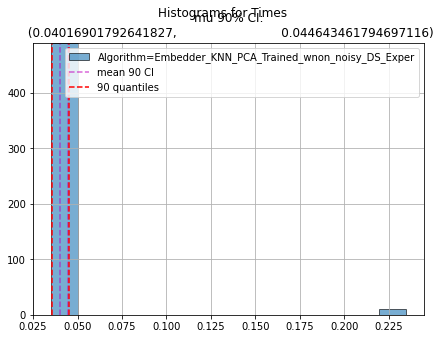 Histograms for Times
mu 90% CI:
(0.04016901792641827, 0.044643461794697116)
Algorithm=Embedder_KNN_PCA_Trained_wnon_noisy_DS_Exper
mean 90 CI
90 quantiles
400
300
200
100
0
0.025 0.050 0.075 0.100 0.125 0.150 0.175 0.200 0.225